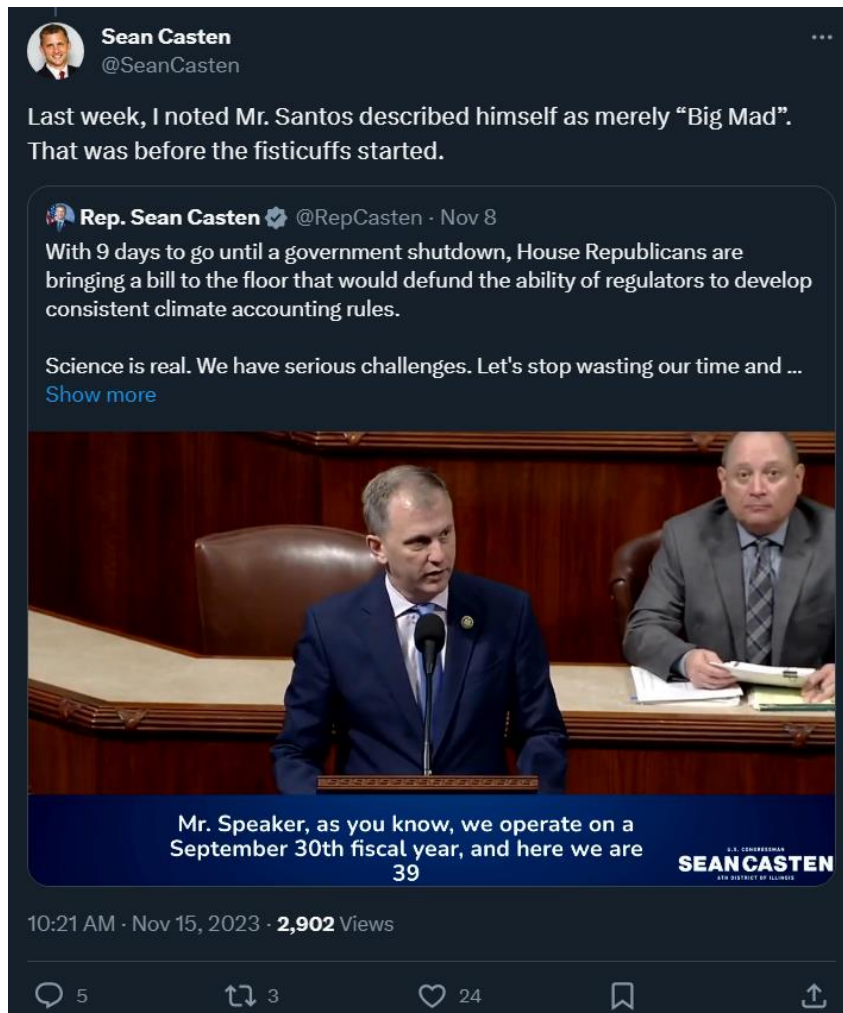 Sean Casten
@SeanCasten
Last week, I noted Mr. Santos described himself as merely “Big Mad”.
That was before the fisticuffs started.
Rep. Sean Casten @RepCasten · Nov 8
With 9 days to go until a government shutdown, House Republicans are
bringing a bill to the floor that would defund the ability of regulators to develop
consistent climate accounting rules.
Science is real. We have serious challenges. Let's stop wasting our time and ...
Show more
Mr. Speaker, as you know, we operate on a
September 30th fiscal year, and here we are
39
U.S. CONGRESSMAN
SEAN CASTEN
6TH DISTRICT OF ILLINOIS
10:21 AM · Nov 15, 2023 · 2,902 Views
5 3 24